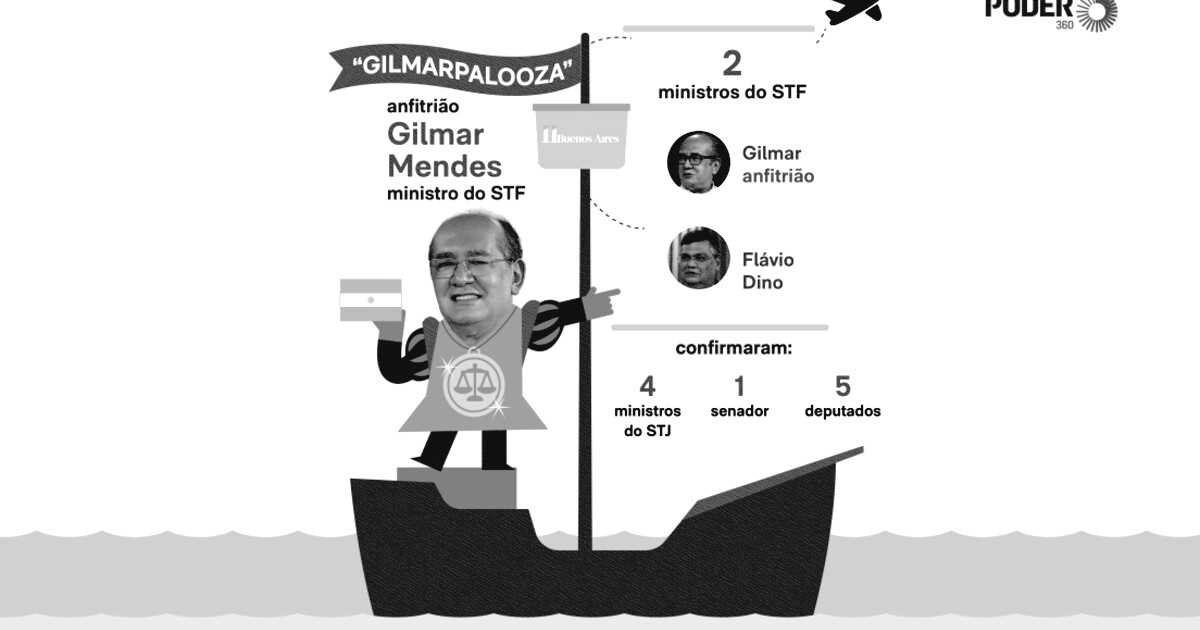 PODER
360
“GILMARPALOOZA”
anfitrião
Gilmar
Mendes
ministro do STF
Buenos Aires
2
ministros do STF
Gilmar
anfitrião
Flávio
Dino
confirmaram:
4
ministros
do STJ
1
senador
5
deputados